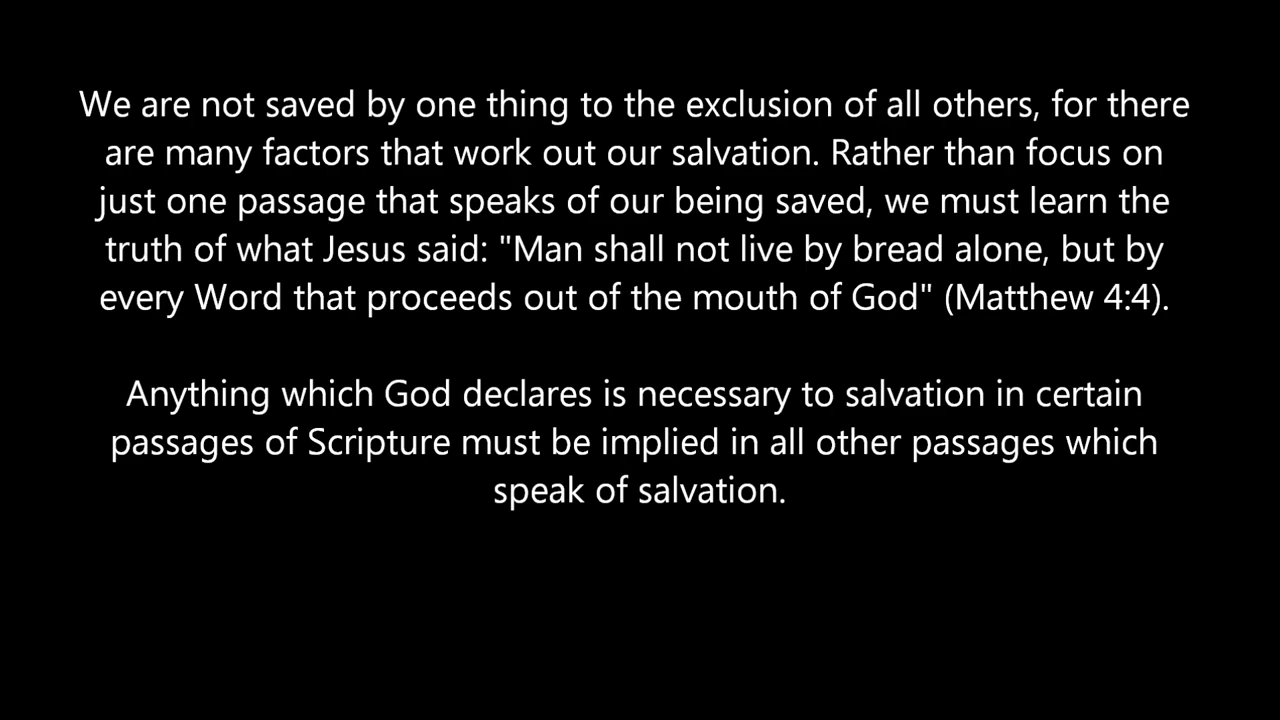 We are not saved by one thing to the exclusion of all others, for there
are many factors that work out our salvation. Rather than focus on
just one passage that speaks of our being saved, we must learn the
truth of what Jesus said: "Man shall not live by bread alone, but by
every Word that proceeds out of the mouth of God" (Matthew 4:4).
Anything which God declares is necessary to salvation in certain
passages of Scripture must be implied in all other passages which
speak of salvation.